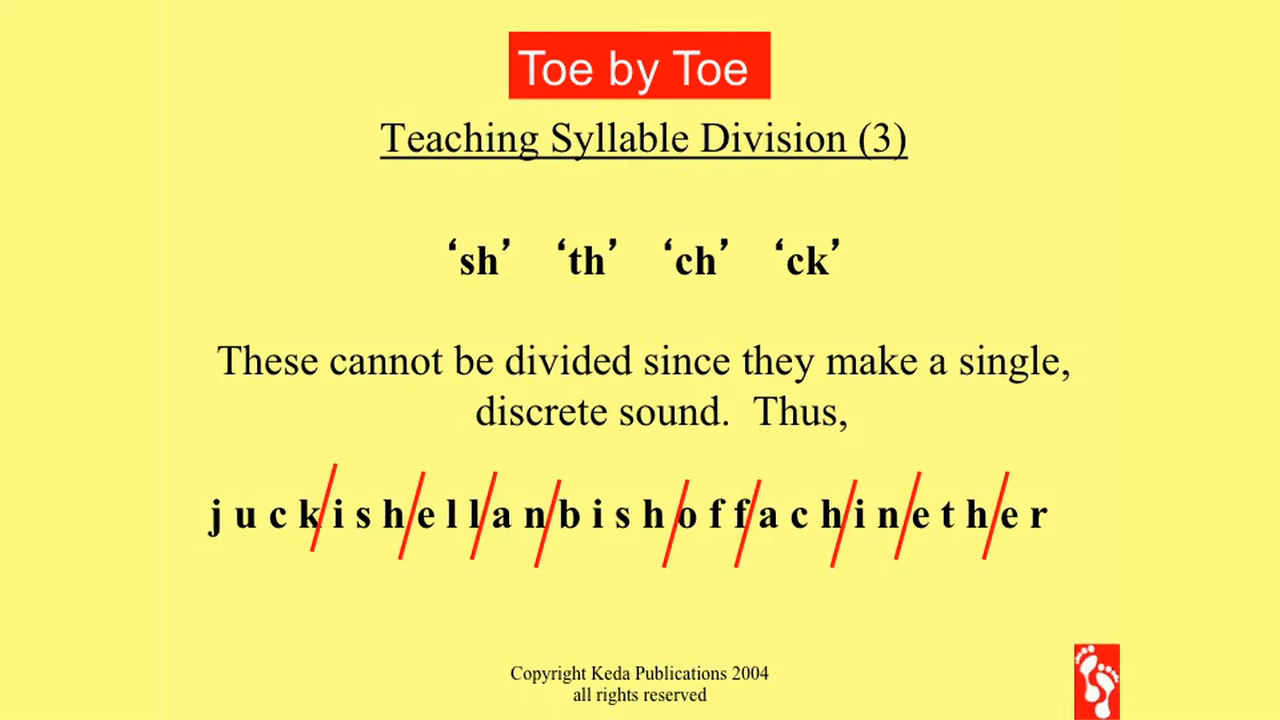 Toe by Toe
Teaching Syllable Division (3)
‘sh’ ‘th’ ‘ch’ ‘ck’
These cannot be divided since they make a single,
discrete sound. Thus,
j u c k/i s h/e l l/a n/b i s h/o f f/a c h/i n/e t h/e r
Copyright Keda Publications 2004
all rights reserved